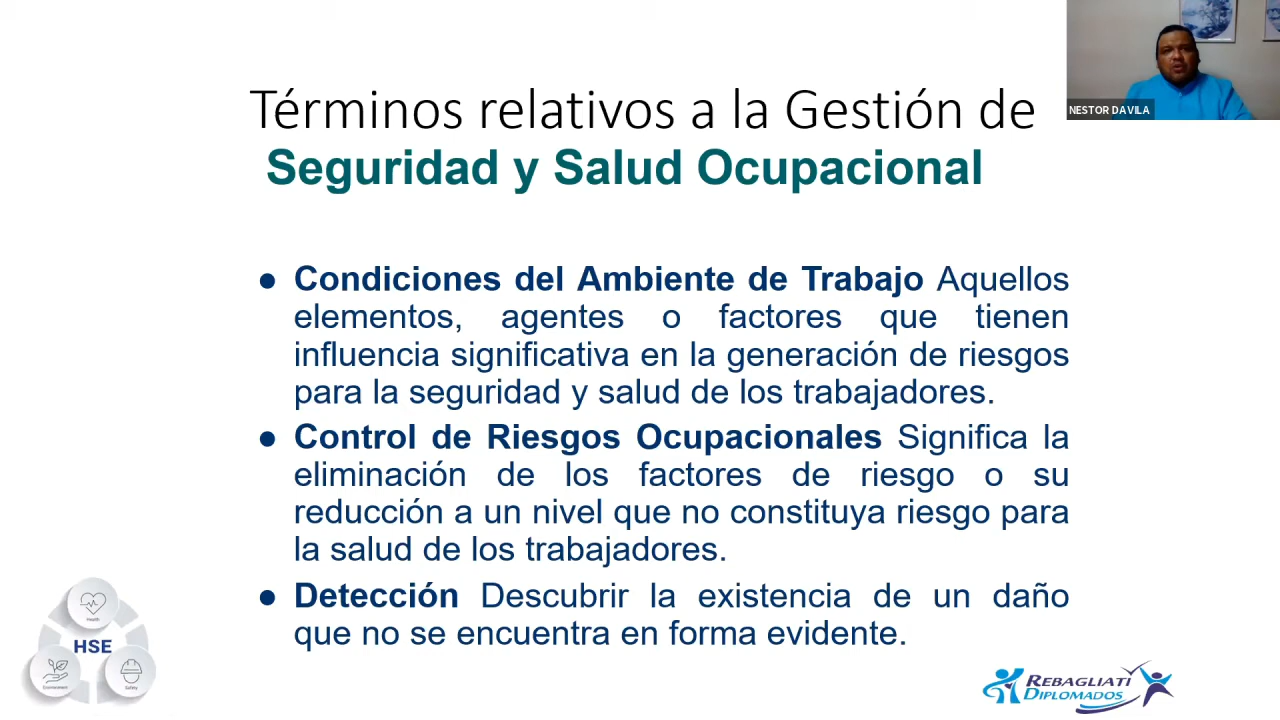 NESTOR DAVILA
Términos relativos a la Gestión de
Seguridad y Salud Ocupacional
● Condiciones del Ambiente de Trabajo Aquellos
elementos, agentes o factores que tienen
influencia significativa en la generación de riesgos
para la seguridad y salud de los trabajadores.
● Control de Riesgos Ocupacionales Significa la
eliminación de los factores de riesgo o su
reducción a un nivel que no constituya riesgo para
la salud de los trabajadores.
● Detección Descubrir la existencia de un daño
que no se encuentra en forma evidente.
Health
HSE
Environment
Safety
REBAGLIATI
DIPLOMADOS